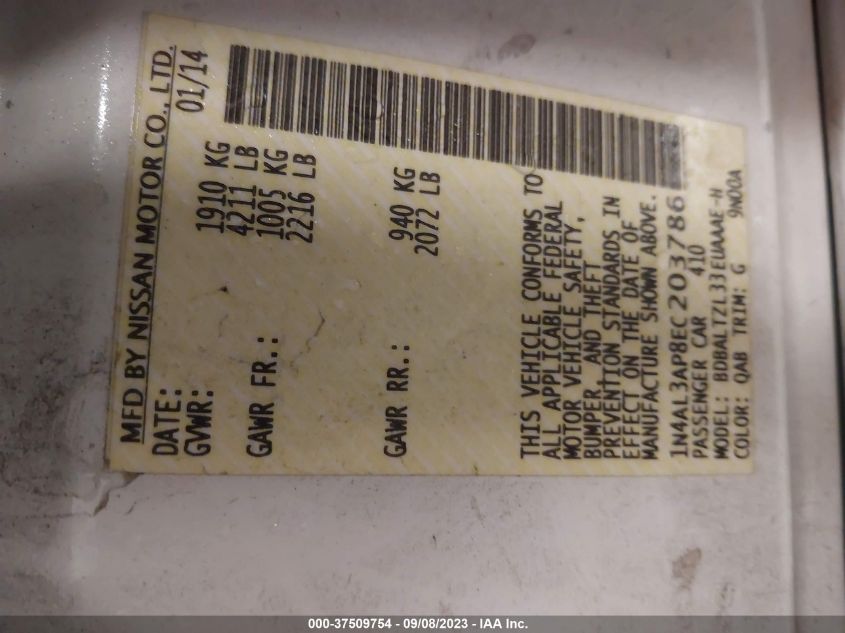 MFD BY NISSAN MOTOR CO., LTD.
DATE: 01/14
GVWR: 1910 KG
4211 LB
GAWR FR.: 1005 KG
2216 LB
GAWR RR.: 940 KG
2072 LB
THIS VEHICLE CONFORMS TO
ALL APPLICABLE FEDERAL
MOTOR VEHICLE SAFETY,
BUMPER, AND THEFT
PREVENTION STANDARDS IN
EFFECT ON THE DATE OF
MANUFACTURE SHOWN ABOVE.
1N4AL3AP8EC203786
PASSENGER CAR 410
MODEL: BDBALTZL33EUAAAE-H
COLOR: QAB TRIM: G 9N00A
000-37509754 - 09/08/2023 - IAA Inc.